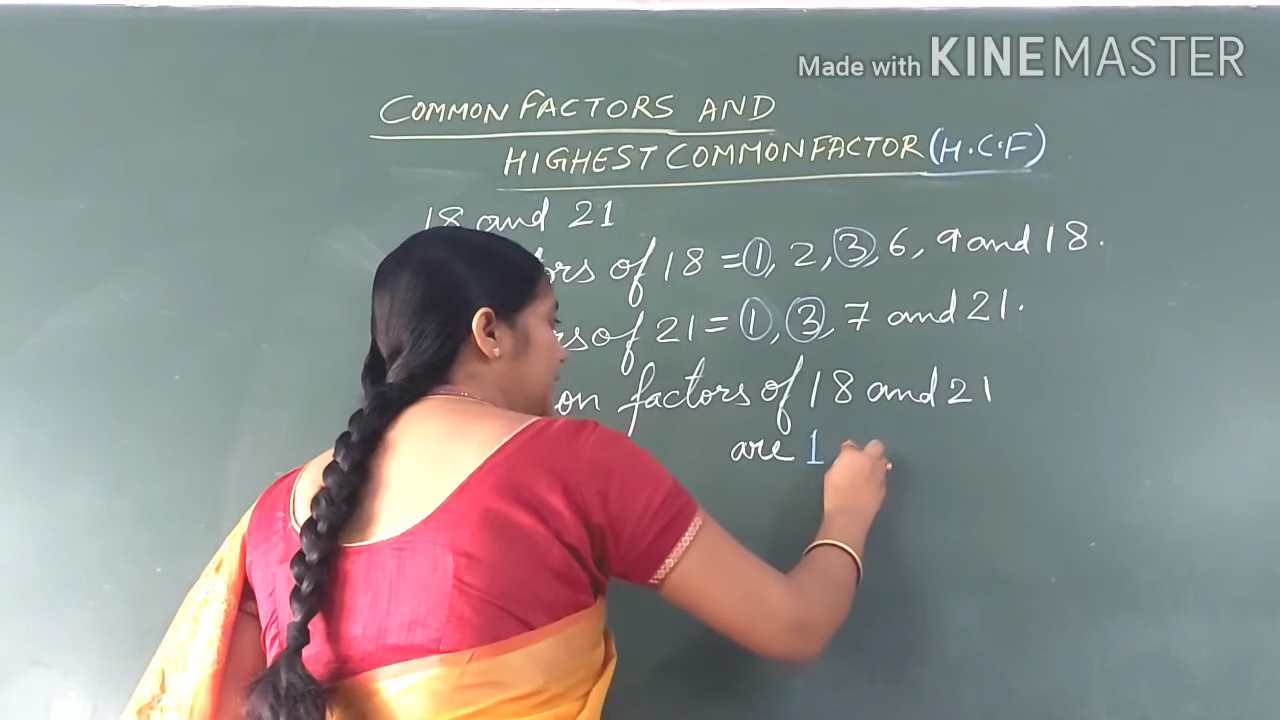 Made with KINEMASTER
COMMON FACTORS AND
HIGHEST COMMON FACTOR (H.C.F)
18 and 21
of 18 = 1, 2, 3, 6, 9 and 18.
of 21 = 1, 3, 7 and 21.
factors of 18 and 21
are 1